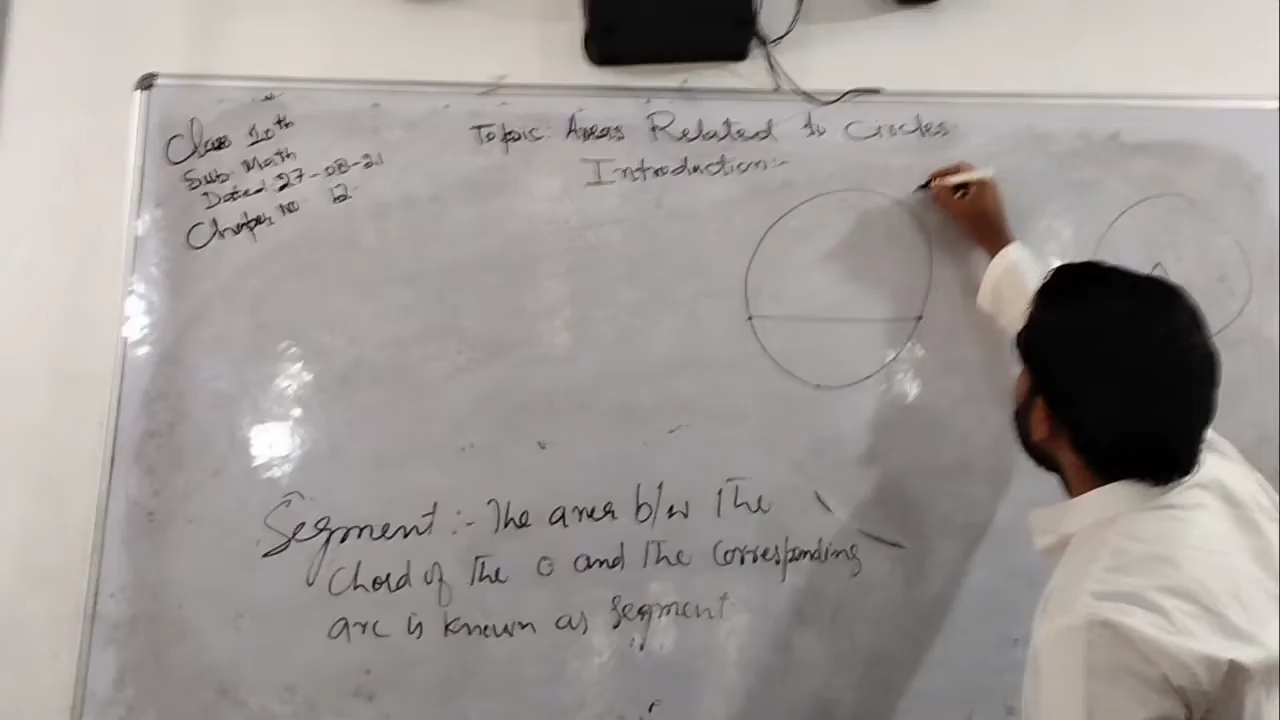 Class 10th
Sub: Math
Dated 27-08-21
Chapter No 12
Topic: Areas Related to Circles
Introduction:-
Segment:- The area b/w The
Chord of The O and The Corresponding
arc is known as Segment